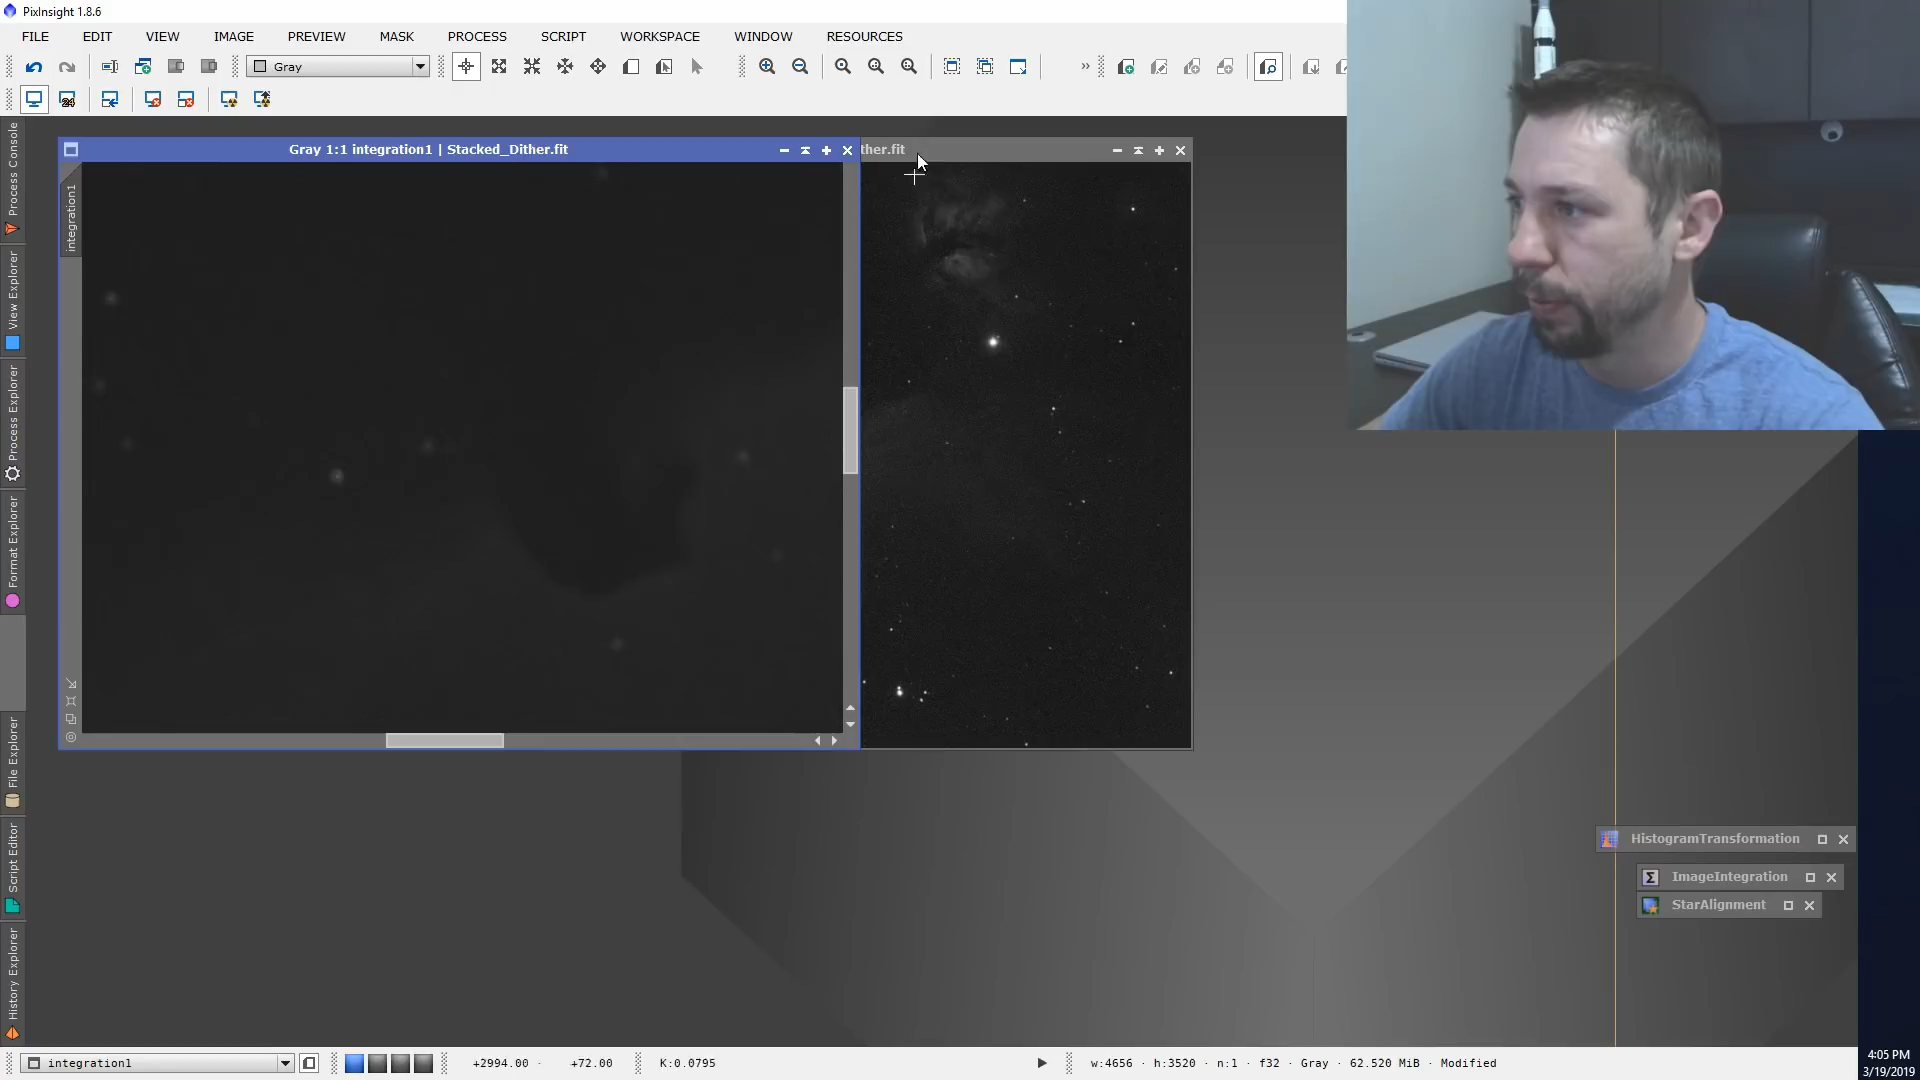 PixInsight 1.8.6
FILE EDIT VIEW IMAGE PREVIEW MASK PROCESS SCRIPT WORKSPACE WINDOW RESOURCES
Gray
24
Gray 1:1 integration1 | Stacked_Dither.fit
ther.fit
integration1
Process Console
View Explorer
Process Explorer
Format Explorer
File Explorer
Script Editor
History Explorer
HistogramTransformation
ImageIntegration
StarAlignment
integration1
+2994.00 · +72.00
K:0.0795
w:4656 · h:3520 · n:1 · f32 · Gray · 62.520 MiB · Modified
4:05 PM
3/19/2019